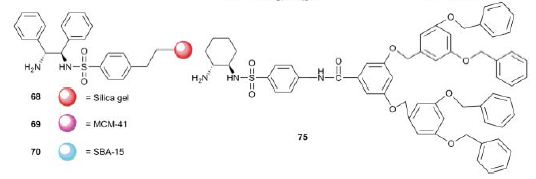 H₂N HN S O O
68 = Silica gel
69 = MCM-41
70 = SBA-15
H₂N HN S O O N H O O O O O O O
75